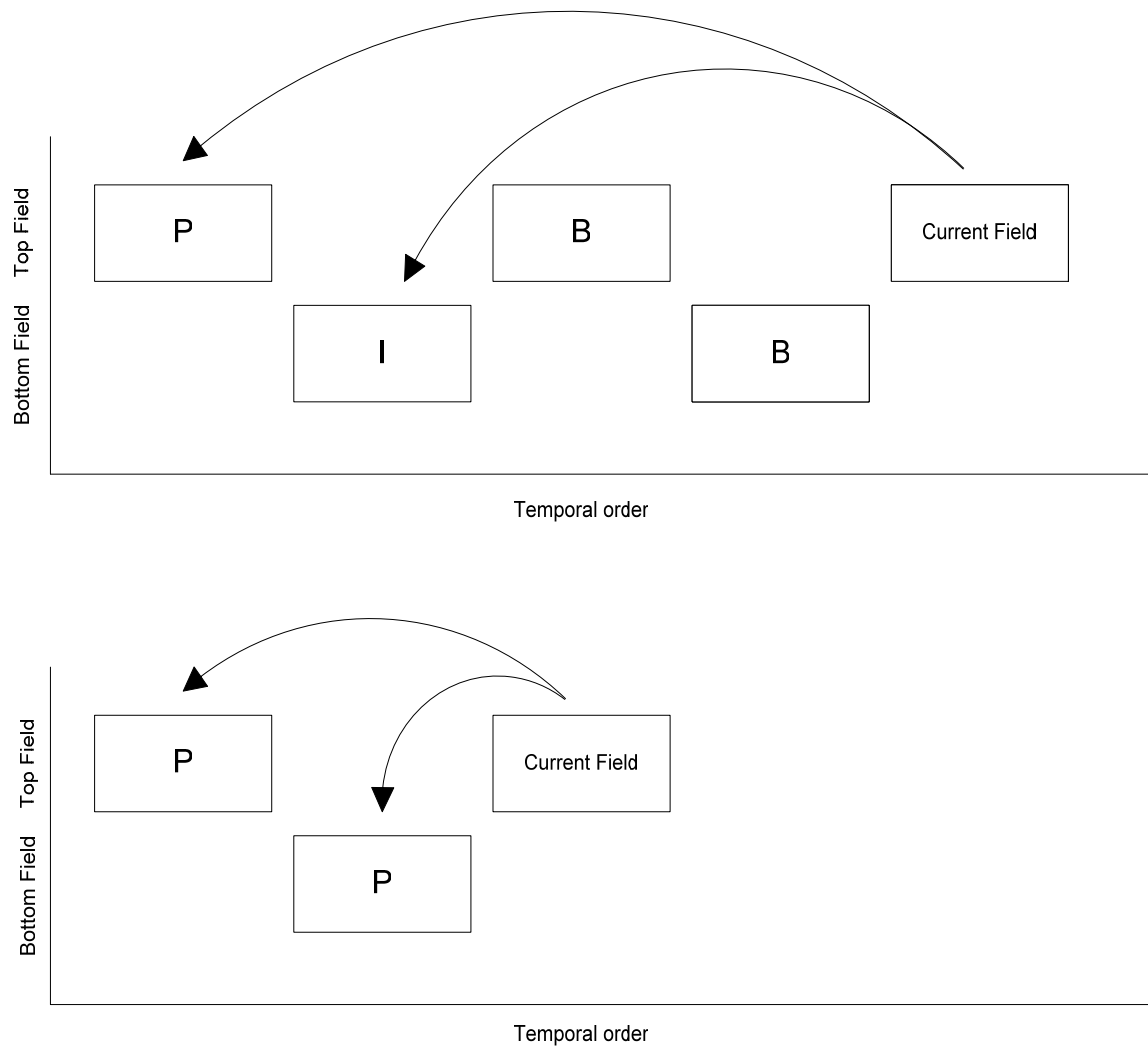 Top Field
P
B
Current Field
Bottom Field
I
B
Temporal order
Top Field
P
Current Field
Bottom Field
P
Temporal order